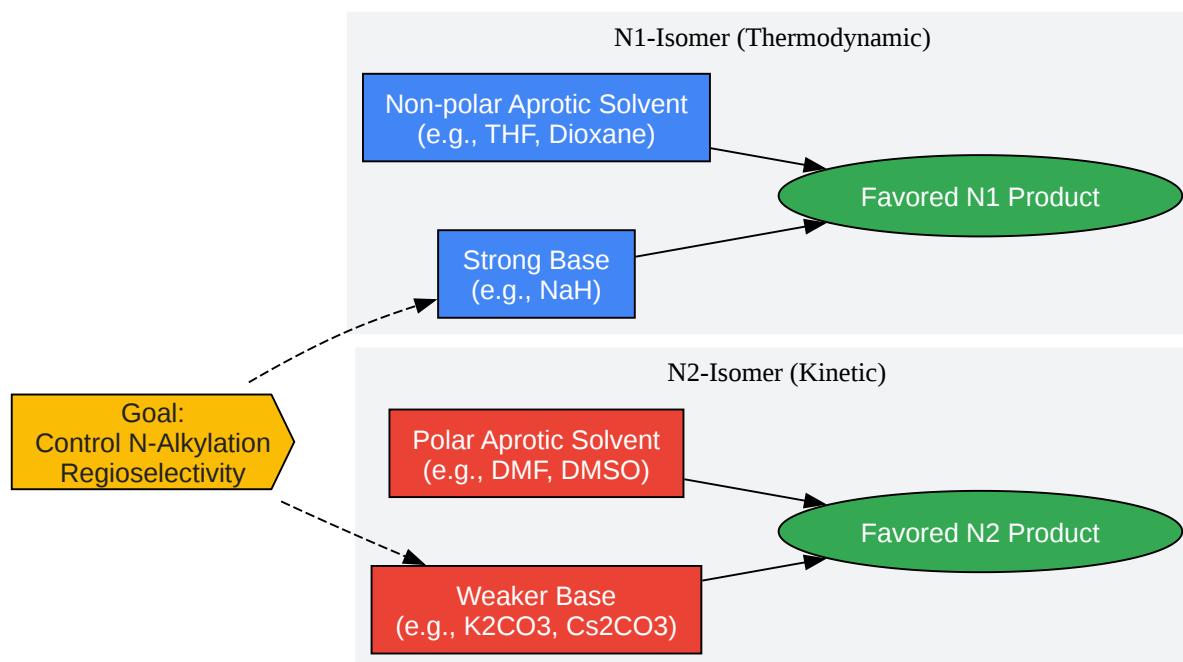 N1-Isomer (Thermodynamic)
Non-polar Aprotic Solvent
(e.g., THF, Dioxane)
Favored N1 Product
Strong Base
(e.g., NaH)
Goal:
Control N-Alkylation
Regioselectivity
N2-Isomer (Kinetic)
Polar Aprotic Solvent
(e.g., DMF, DMSO)
Favored N2 Product
Weaker Base
(e.g., K2CO3, Cs2CO3)